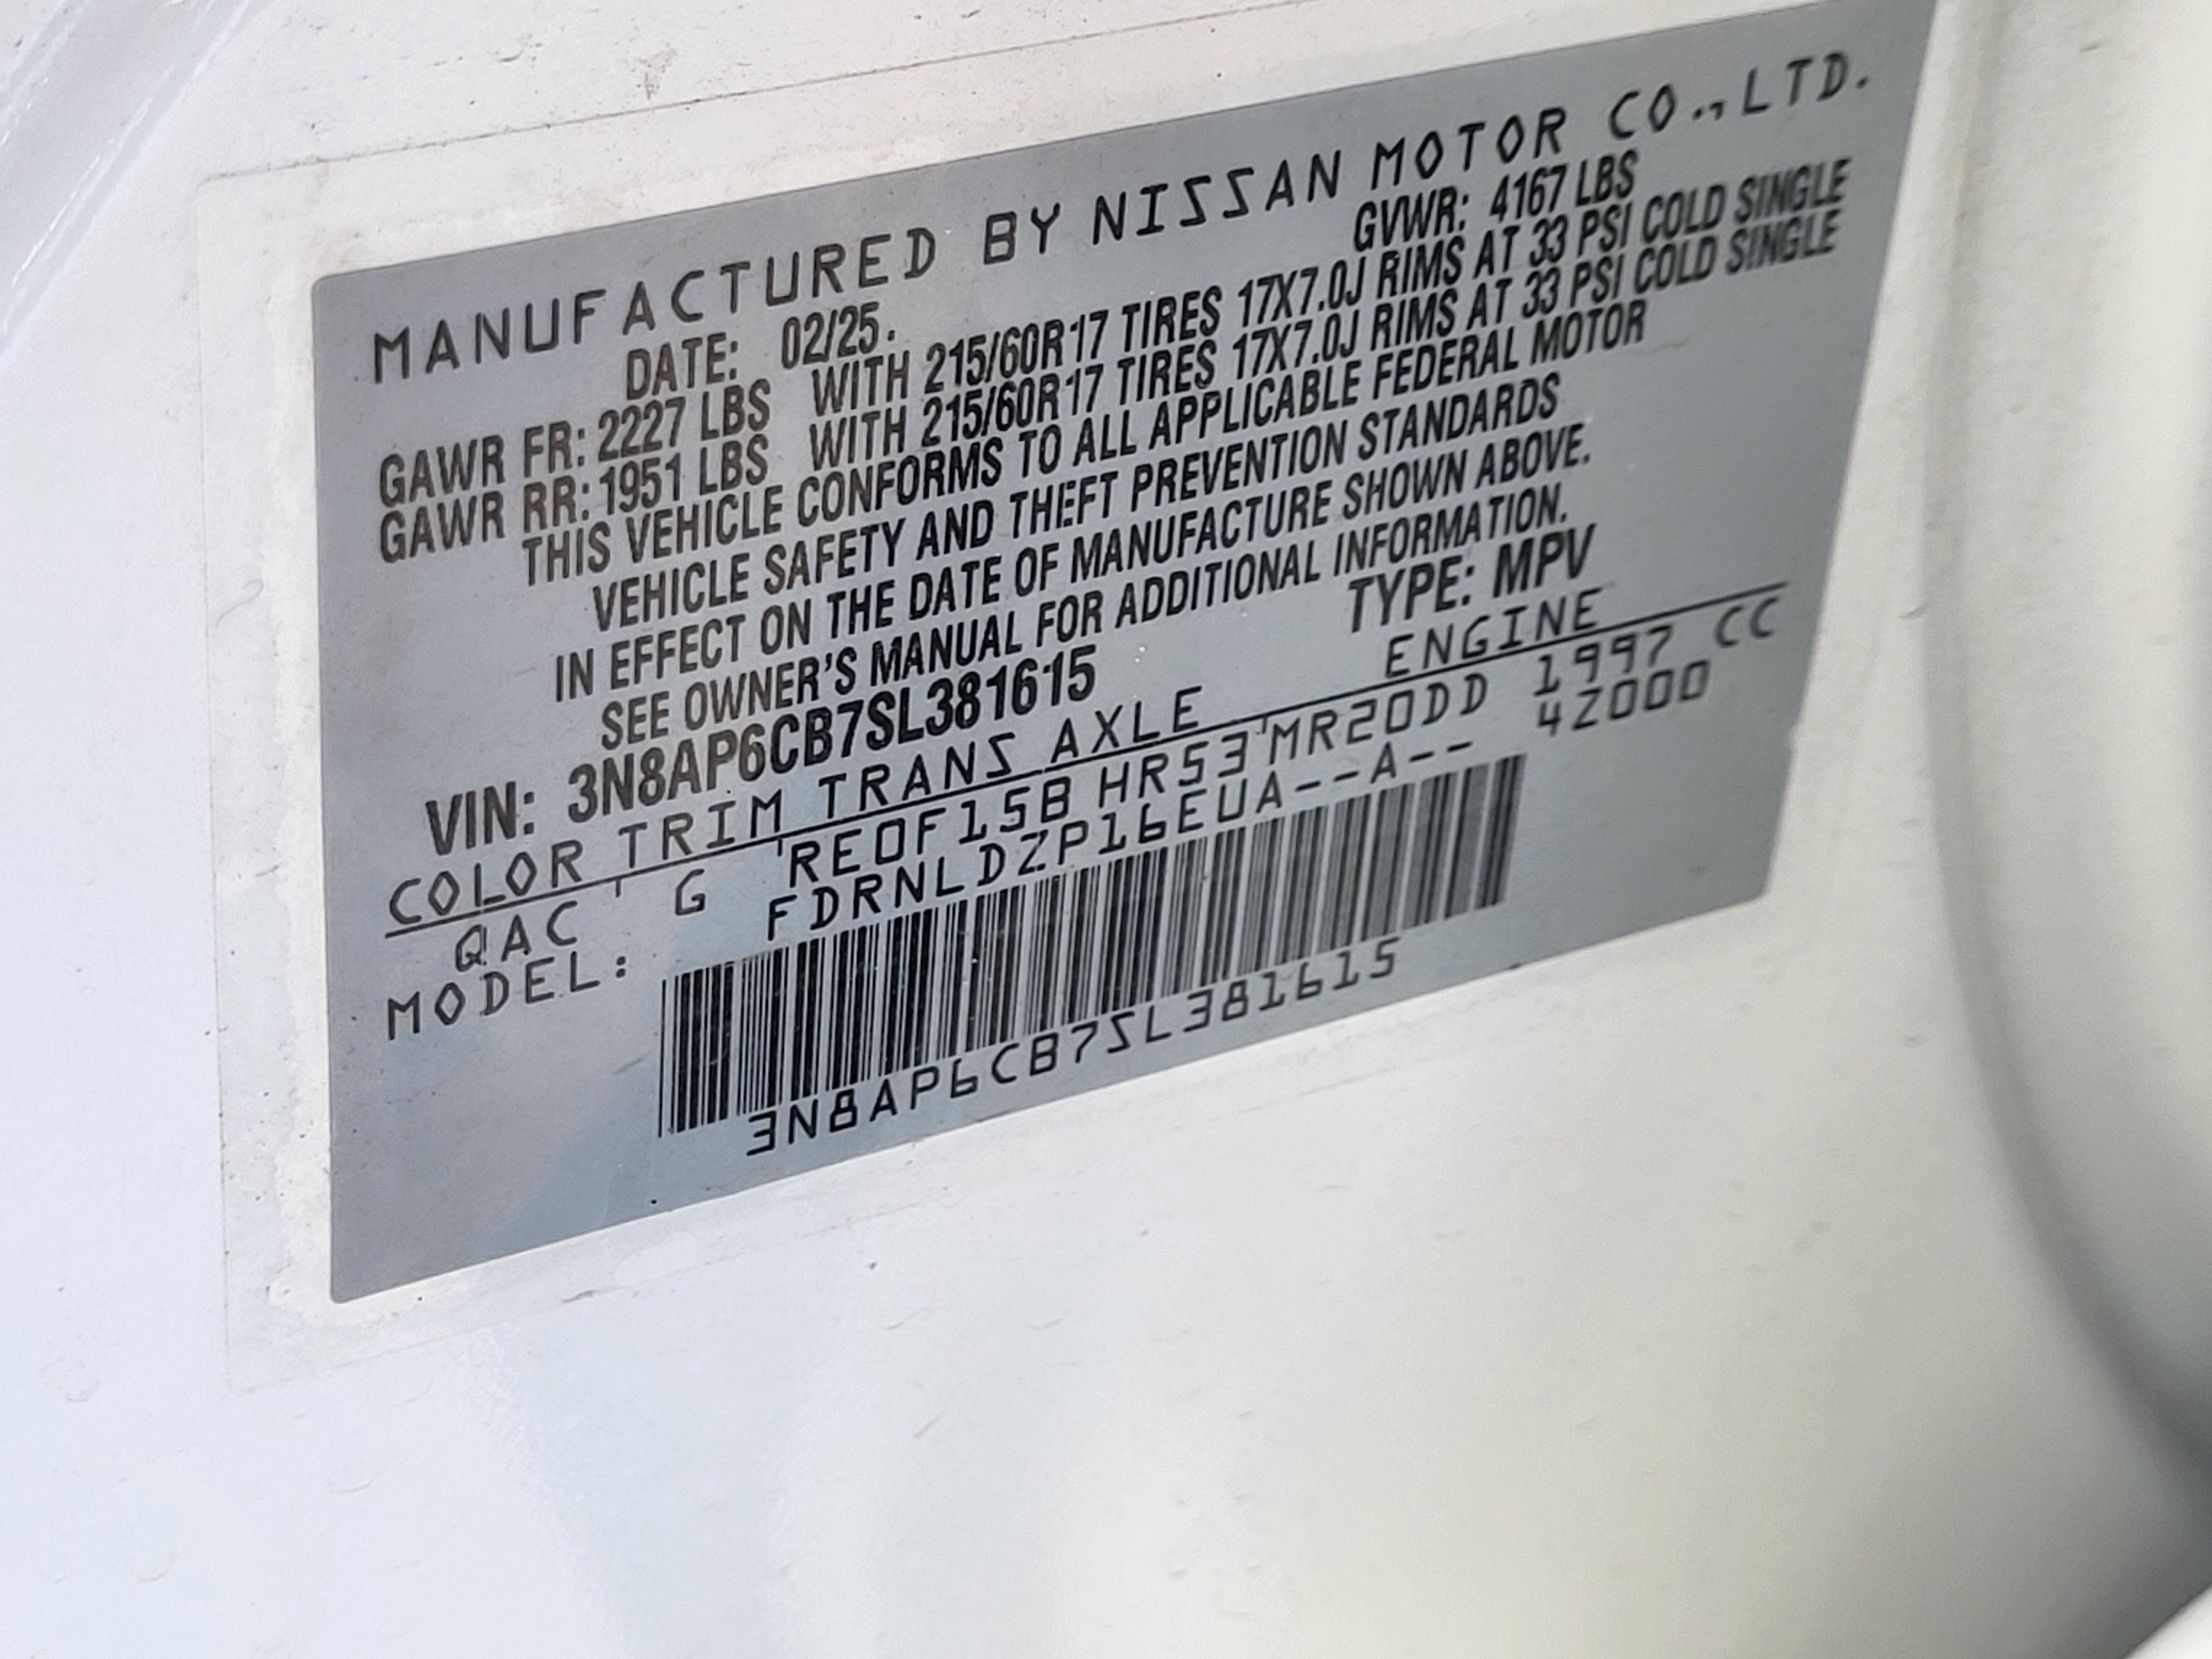 MANUFACTURED BY NISSAN MOTOR CO.,LTD.
DATE: 02/25. GVWR: 4167 LBS
GAWR FR: 2227 LBS WITH 215/60R17 TIRES 17X7.0J RIMS AT 33 PSI COLD SINGLE
GAWR RR: 1951 LBS WITH 215/60R17 TIRES 17X7.0J RIMS AT 33 PSI COLD SINGLE
THIS VEHICLE CONFORMS TO ALL APPLICABLE FEDERAL MOTOR
VEHICLE SAFETY AND THEFT PREVENTION STANDARDS
IN EFFECT ON THE DATE OF MANUFACTURE SHOWN ABOVE.
SEE OWNER'S MANUAL FOR ADDITIONAL INFORMATION.
VIN: 3N8AP6CB7SL381615 TYPE: MPV
COLOR TRIM TRANS AXLE ENGINE
QAC G RE0F15B HR53 MR20DD 1997 CC
MODEL: FDRNLDZP16EUA--A-- 42000
3N8AP6CB7SL381615